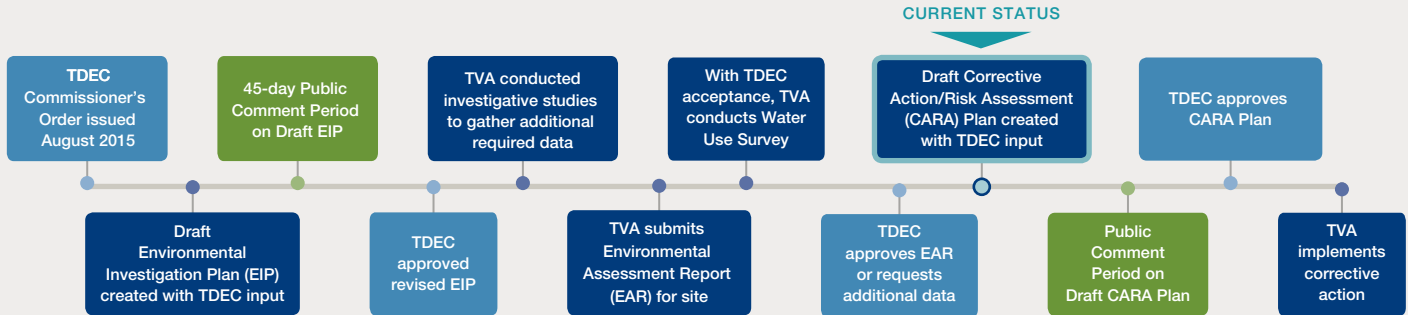 CURRENT STATUS
TDEC
Commissioner's
Order issued
August 2015
Draft
Environmental
Investigation Plan (EIP)
created with TDEC input
45-day Public
Comment Period
on Draft EIP
TDEC
approved
revised EIP
TVA conducted
investigative studies
to gather additional
required data
TVA submits
Environmental
Assessment Report
(EAR) for site
With TDEC
acceptance, TVA
conducts Water
Use Survey
TDEC
approves EAR
or requests
additional data
Draft Corrective
Action/Risk Assessment
(CARA) Plan created
with TDEC input
Public
Comment
Period on
Draft CARA Plan
TDEC approves
CARA Plan
TVA
implements
corrective
action